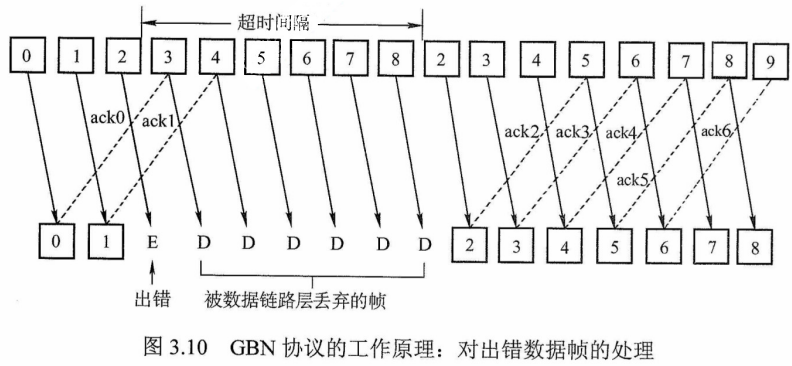 超时间隔
0 1 2 3 4 5 6 7 8 2 3 4 5 6 7 8 9
ack0 ack1 ack2 ack3 ack4 ack6
ack5
0 1 E D D D D D D 2 3 4 5 6 7 8
出错 被数据链路层丢弃的帧
图 3.10 GBN 协议的工作原理：对出错数据帧的处理